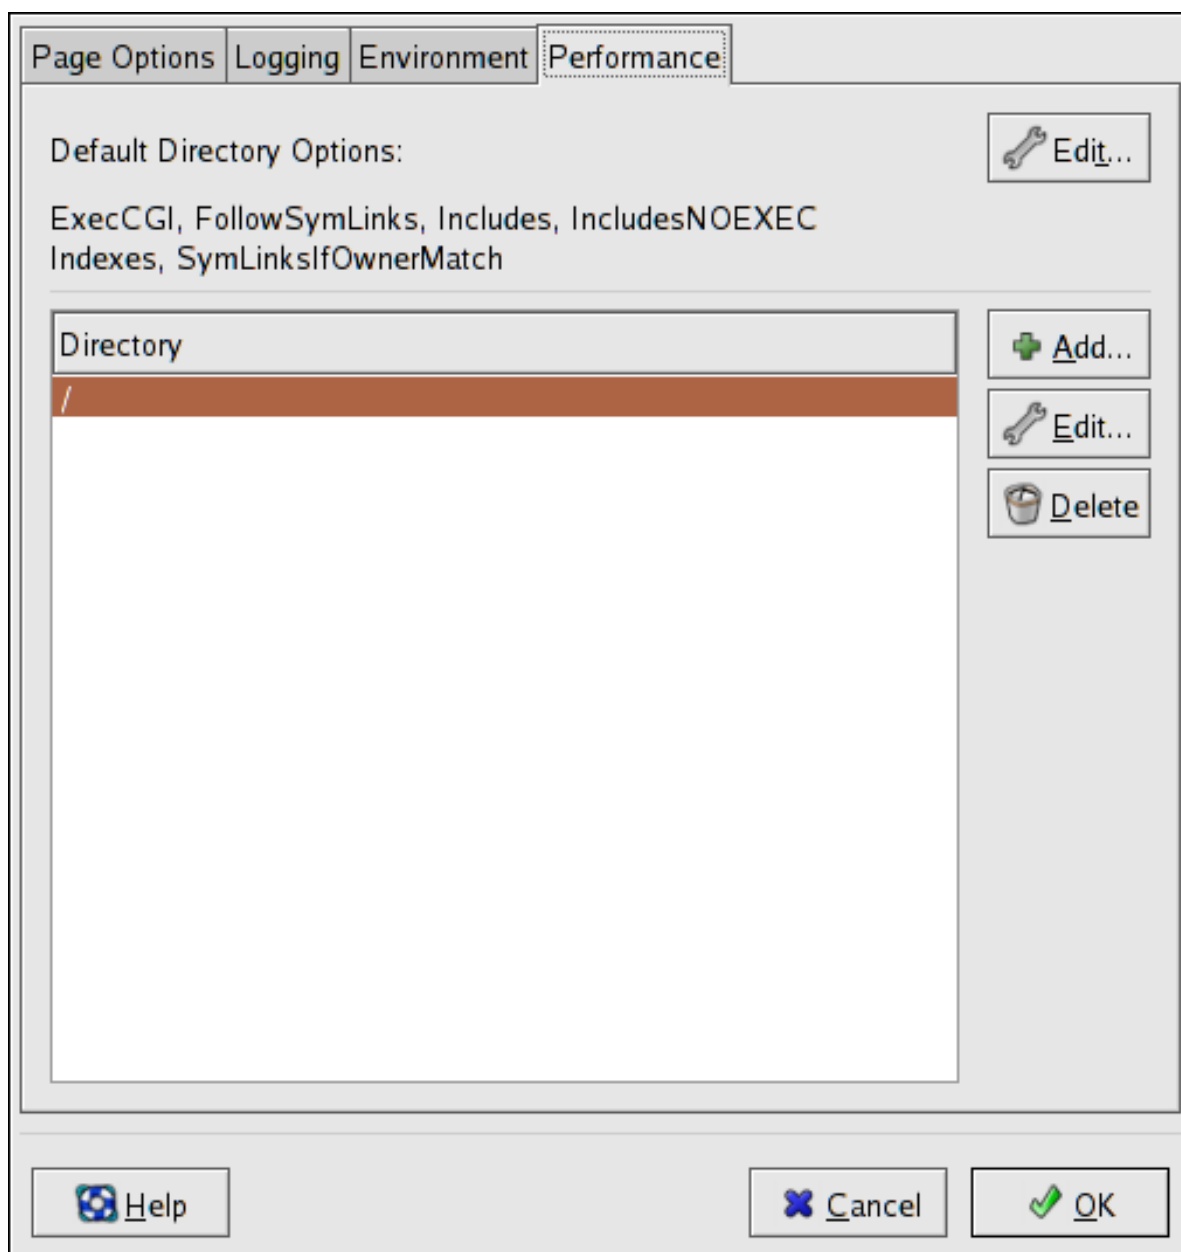 Page Options Logging Environment Performance
Default Directory Options:
Edit...
ExecCGI, FollowSymLinks, Includes, IncludesNOEXEC
Indexes, SymLinksIfOwnerMatch
Directory
/
Add...
Edit...
Delete
Help Cancel OK